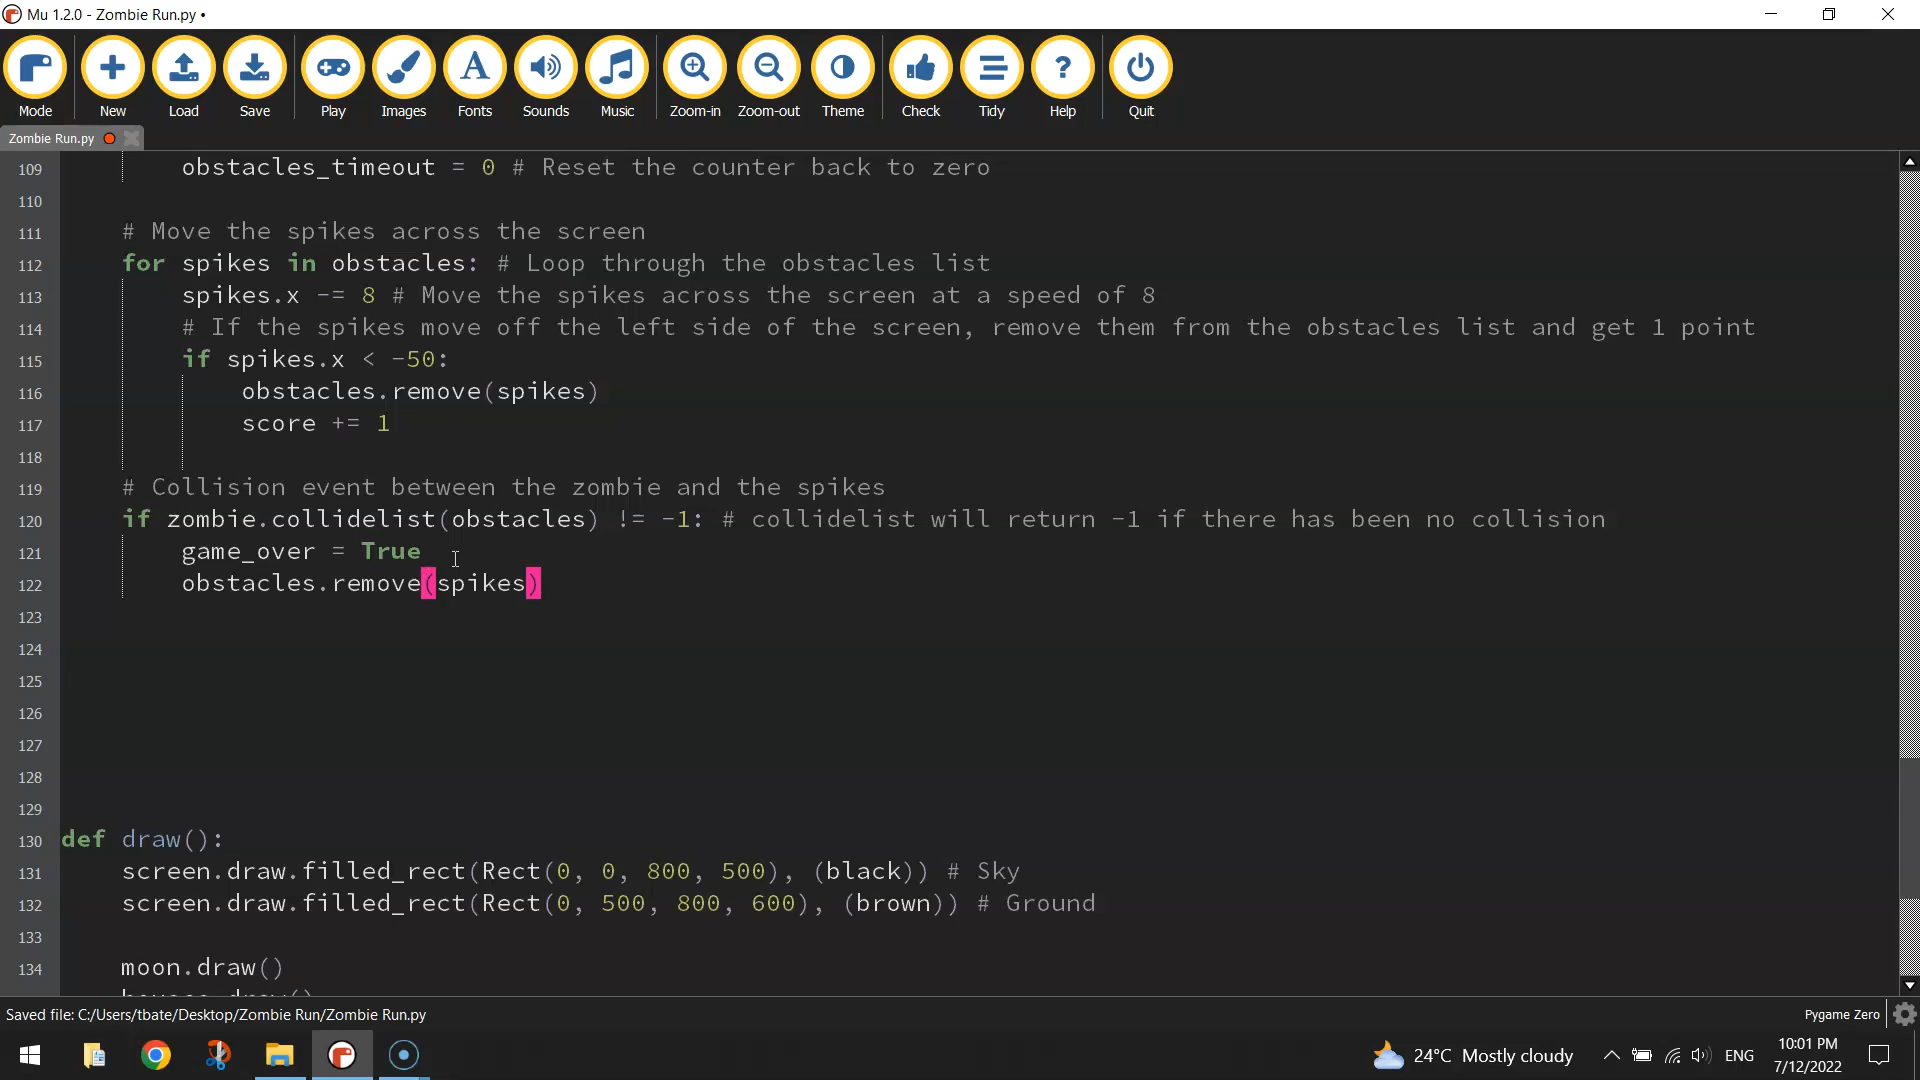 Mu 1.2.0 - Zombie Run.py •
Mode New Load Save Play Images Fonts Sounds Music Zoom-in Zoom-out Theme Check Tidy Help Quit
Zombie Run.py
109 obstacles_timeout = 0 # Reset the counter back to zero
110
111 # Move the spikes across the screen
112 for spikes in obstacles: # Loop through the obstacles list
113 spikes.x -= 8 # Move the spikes across the screen at a speed of 8
114 # If the spikes move off the left side of the screen, remove them from the obstacles list and get 1 point
115 if spikes.x < -50:
116 obstacles.remove(spikes)
117 score += 1
118
119 # Collision event between the zombie and the spikes
120 if zombie.collidelist(obstacles) != -1: # collidelist will return -1 if there has been no collision
121 game_over = True
122 obstacles.remove(spikes)
123
124
125
126
127
128
129
130 def draw():
131 screen.draw.filled_rect(Rect(0, 0, 800, 500), (black)) # Sky
132 screen.draw.filled_rect(Rect(0, 500, 800, 600), (brown)) # Ground
133
134 moon.draw()
Saved file: C:/Users/tbate/Desktop/Zombie Run/Zombie Run.py
Pygame Zero
24°C Mostly cloudy
ENG
10:01 PM
7/12/2022